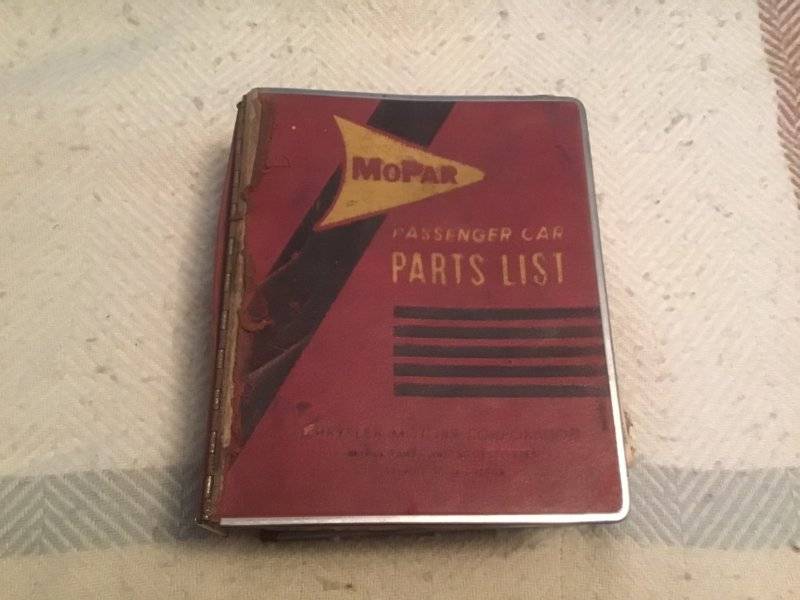 MOPAR
PASSENGER CAR
PARTS LIST
CHRYSLER MOTORS CORPORATION